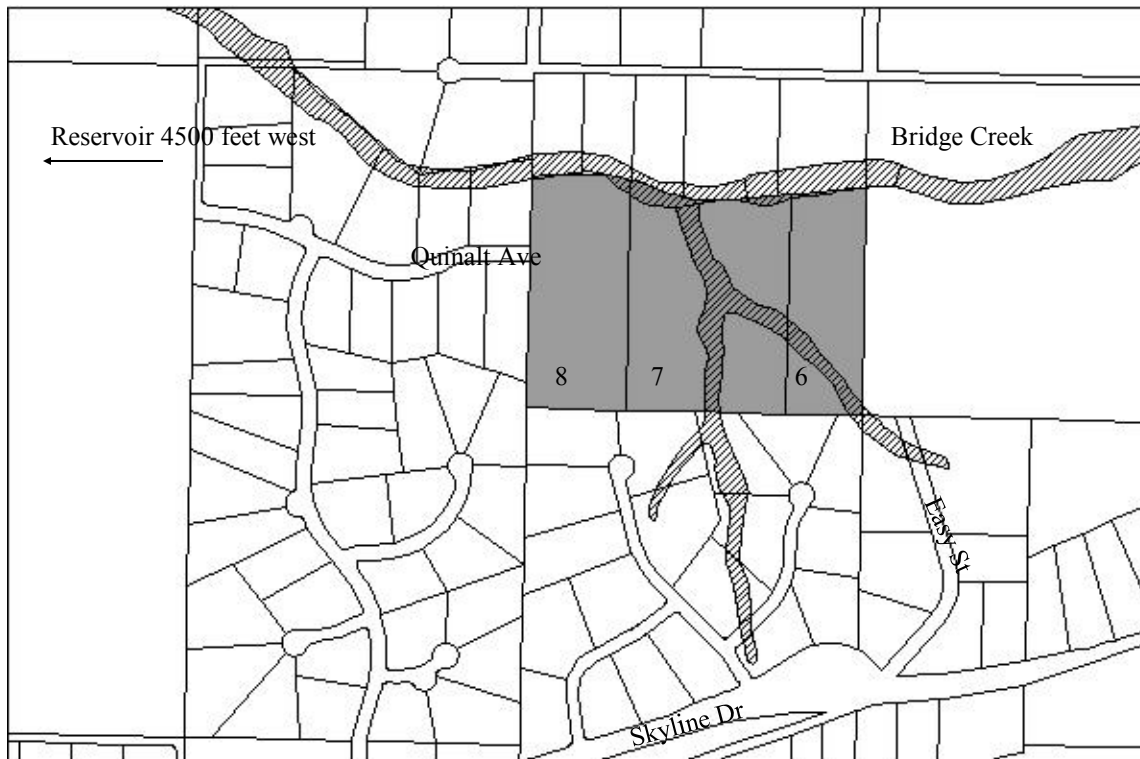 Reservoir 4500 feet west
Bridge Creek
Quinalt Ave
8
7
6
Easy St
Skyline Dr